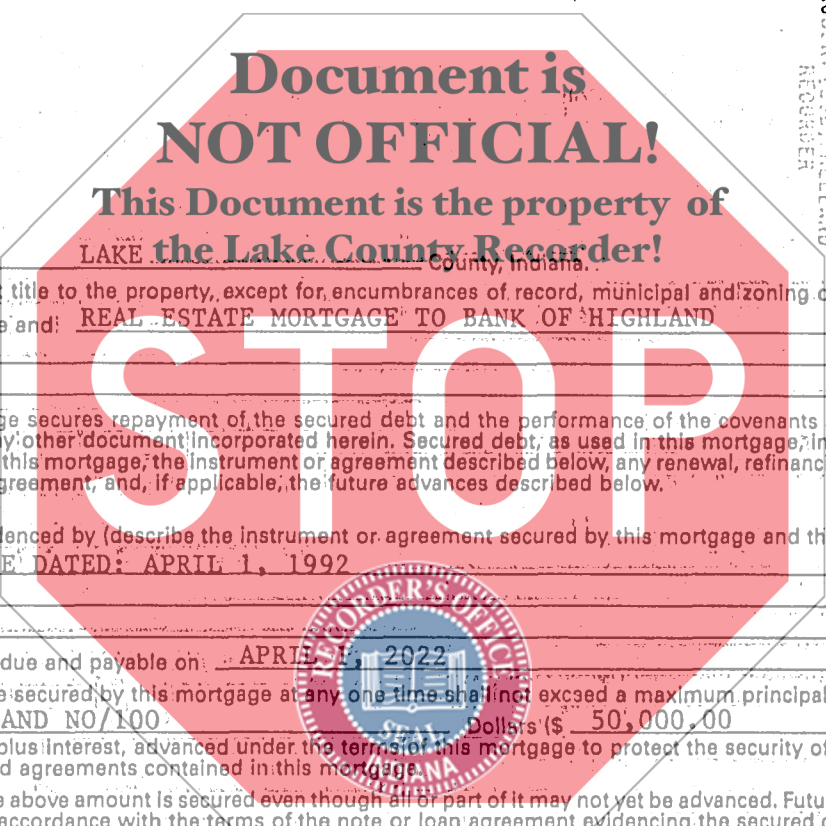 Document is
NOT OFFICIAL!
This Document is the property of
the Lake County Recorder!
RECORDER
LAKE County, Indiana.
title to the property, except for encumbrances of record, municipal and zoning
e and REAL ESTATE MORTGAGE TO BANK OF HIGHLAND
STOP
ge secures repayment of the secured debt and the performance of the covenants
y other document incorporated herein. Secured debt, as used in this mortgage, in
this mortgage, the instrument or agreement described below, any renewal, refinanc
greement, and, if applicable, the future advances described below.
denced by (describe the instrument or agreement secured by this mortgage and th
E DATED: APRIL 1, 1992
due and payable on APRIL 1, 2022
e secured by this mortgage at any one time shall not exceed a maximum principal
AND NO/100 Dollars ($ 50,000.00
plus interest, advanced under the terms of this mortgage to protect the security of
d agreements contained in this mortgage.
e above amount is secured even though all or part of it may not yet be advanced. Futu
accordance with the terms of the note or loan agreement evidencing the secured
RECORDER'S OFFICE
SEAL
INDIANA